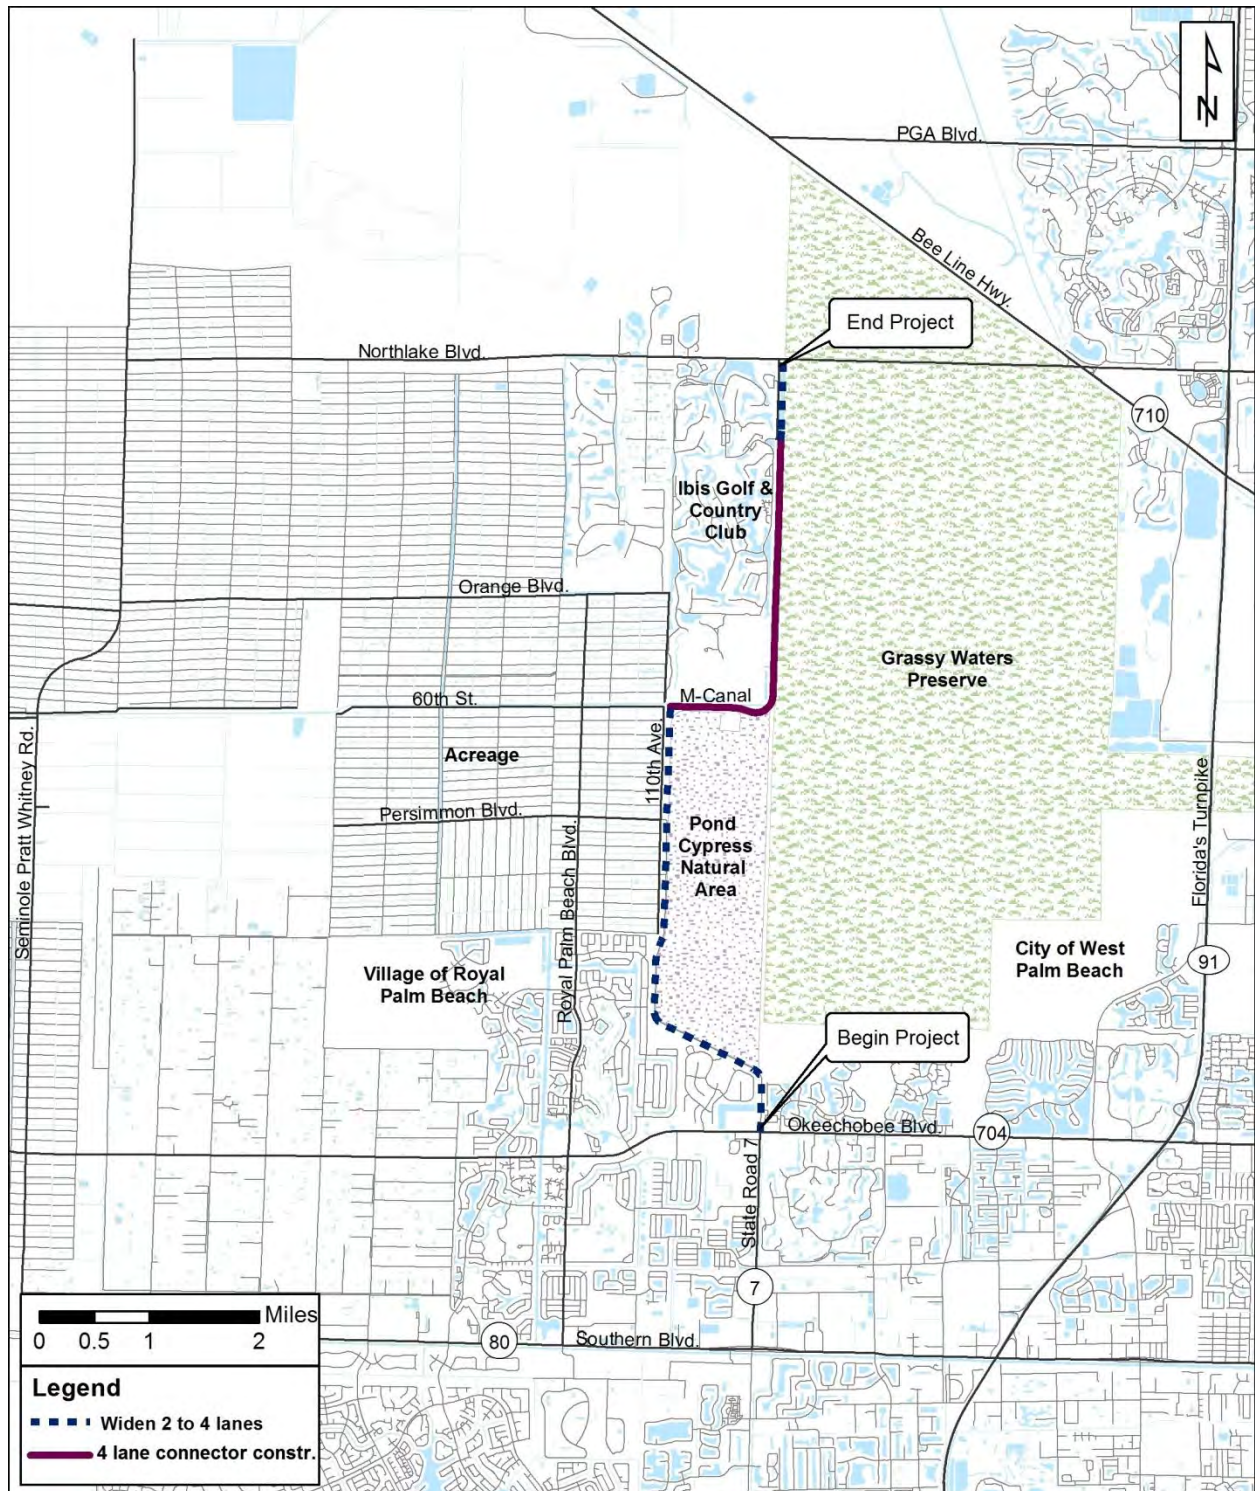 N
PGA Blvd.
Bee Line Hwy.
End Project
Northlake Blvd.
710
Ibis Golf &
Country
Club
Orange Blvd.
Grassy Waters
Preserve
M-Canal
60th St.
Seminole Pratt Whitney Rd.
Acreage
110th Ave.
Florida's Turnpike
Persimmon Blvd.
Royal Palm Beach Blvd.
Pond
Cypress
Natural
Area
City of West
Palm Beach
91
Village of Royal
Palm Beach
Begin Project
Okeechobee Blvd.
704
State Road 7
7
Miles
0 0.5 1 2
80
Southern Blvd.
Legend
Widen 2 to 4 lanes
4 lane connector constr.